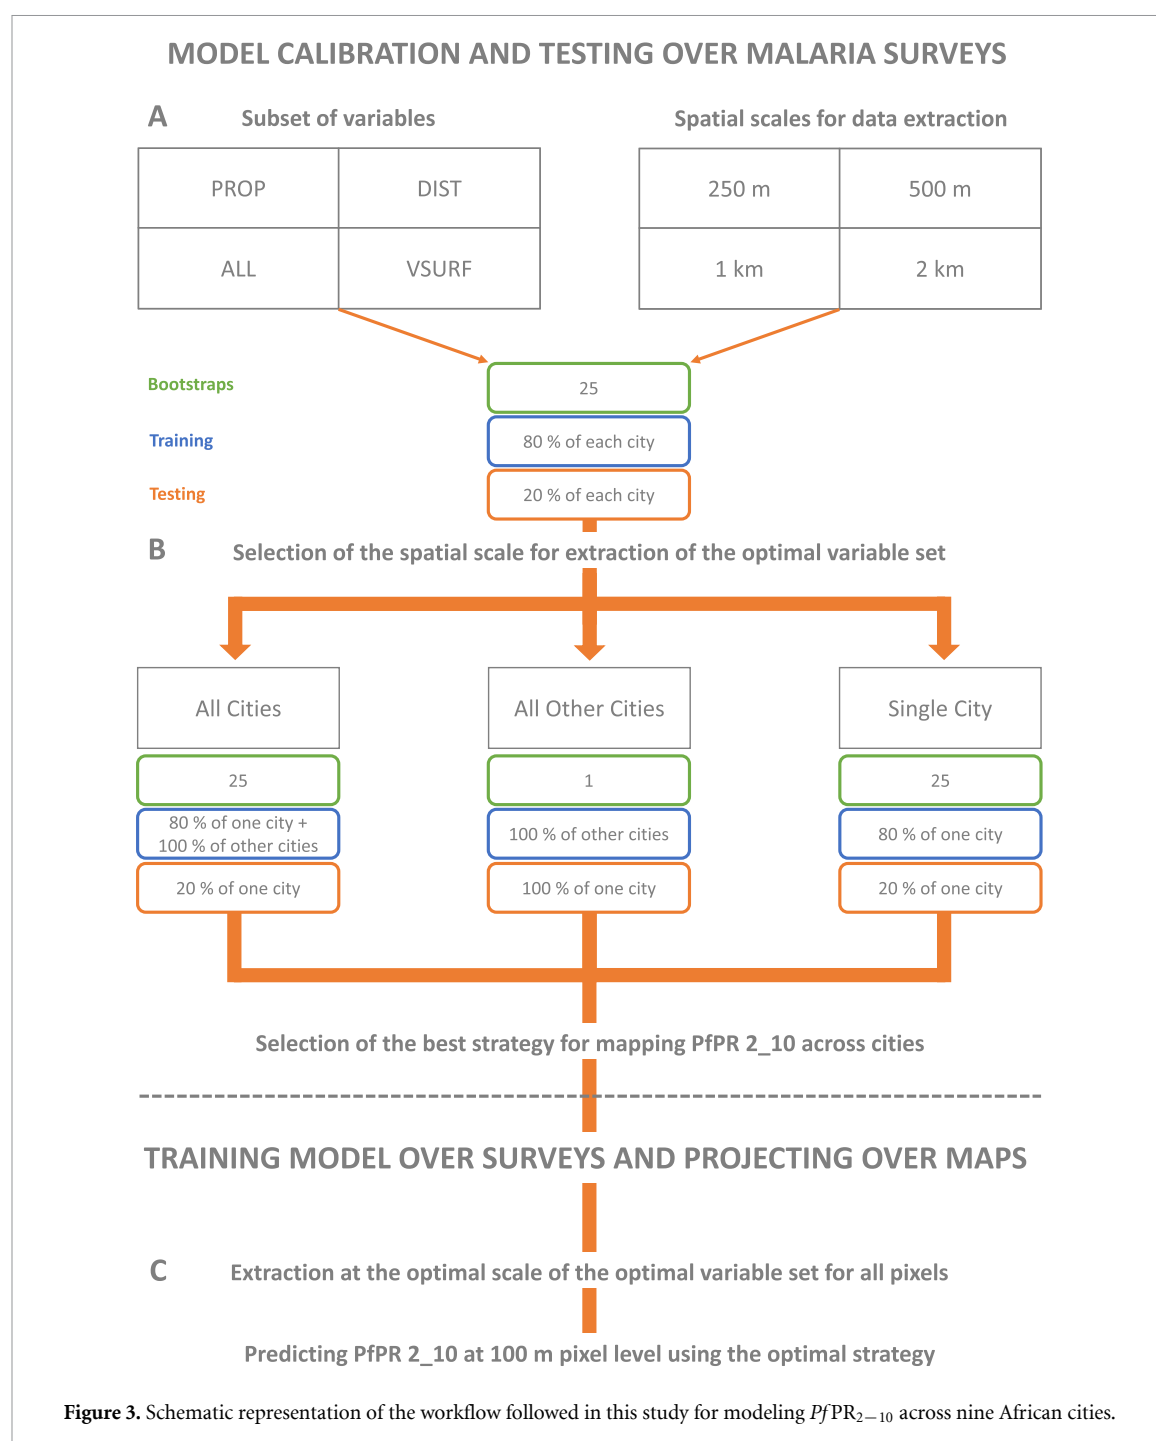 MODEL CALIBRATION AND TESTING OVER MALARIA SURVEYS
A
Subset of variables
Spatial scales for data extraction
PROP
DIST
250 m
500 m
ALL
VSURF
1 km
2 km
Bootstraps
25
Training
80 % of each city
Testing
20 % of each city
B
Selection of the spatial scale for extraction of the optimal variable set
All Cities
All Other Cities
Single City
25
1
25
80 % of one city +
100 % of other cities
100 % of other cities
80 % of one city
20 % of one city
100 % of one city
20 % of one city
Selection of the best strategy for mapping PfPR 2_10 across cities
TRAINING MODEL OVER SURVEYS AND PROJECTING OVER MAPS
C
Extraction at the optimal scale of the optimal variable set for all pixels
Predicting PfPR 2_10 at 100 m pixel level using the optimal strategy
Figure 3. Schematic representation of the workflow followed in this study for modeling PfPR₂₋₁₀ across nine African cities.